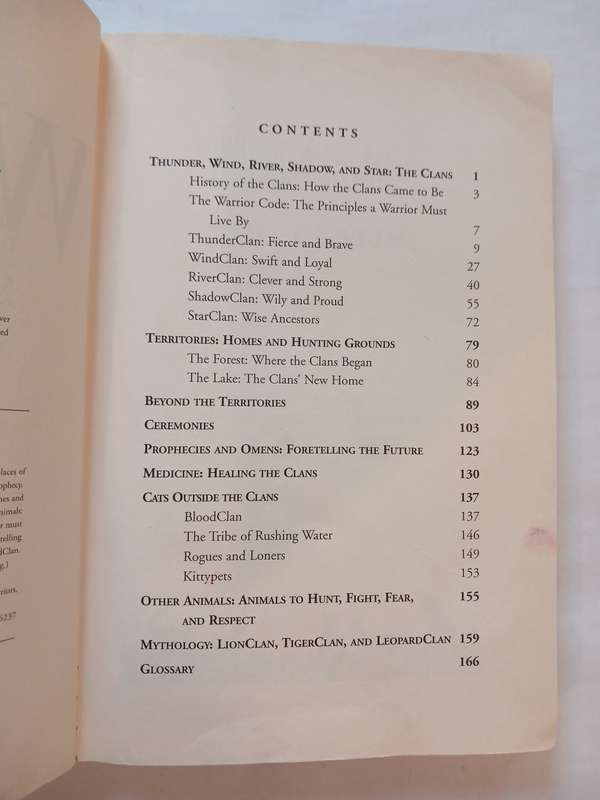 CONTENTS
THUNDER, WIND, RIVER, SHADOW, AND STAR: THE CLANS 1
History of the Clans: How the Clans Came to Be 3
The Warrior Code: The Principles a Warrior Must
Live By 7
ThunderClan: Fierce and Brave 9
WindClan: Swift and Loyal 27
RiverClan: Clever and Strong 40
ShadowClan: Wily and Proud 55
StarClan: Wise Ancestors 72
TERRITORIES: HOMES AND HUNTING GROUNDS 79
The Forest: Where the Clans Began 80
The Lake: The Clans' New Home 84
BEYOND THE TERRITORIES 89
CEREMONIES 103
PROPHECIES AND OMENS: FORETELLING THE FUTURE 123
MEDICINE: HEALING THE CLANS 130
CATS OUTSIDE THE CLANS 137
BloodClan 137
The Tribe of Rushing Water 146
Rogues and Loners 149
Kittypets 153
OTHER ANIMALS: ANIMALS TO HUNT, FIGHT, FEAR, 155
AND RESPECT
MYTHOLOGY: LIONCLAN, TIGERCLAN, AND LEOPARDCLAN 159
GLOSSARY 166